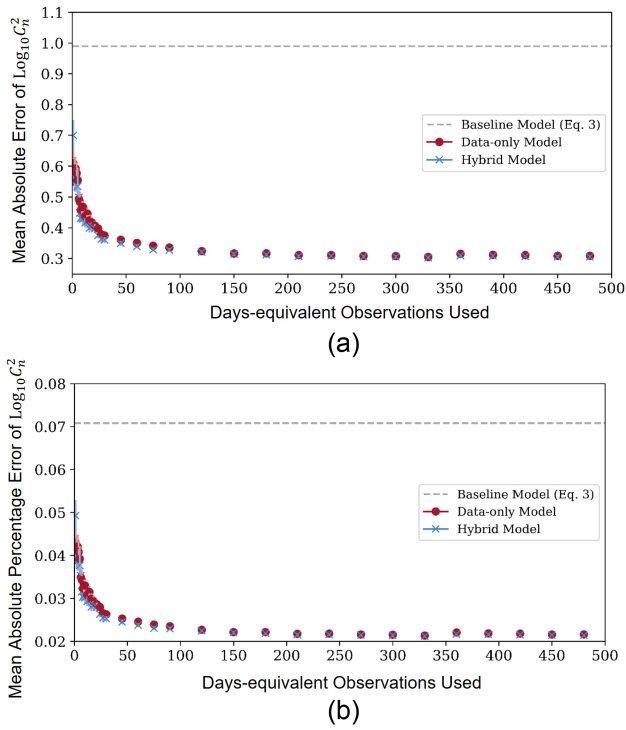 Mean Absolute Error of Log₁₀ C²ₙ
1.1
1.0
0.9
0.8
0.7
0.6
0.5
0.4
0.3
Baseline Model (Eq. 3)
Data-only Model
Hybrid Model
0 50 100 150 200 250 300 350 400 450 500
Days-equivalent Observations Used
(a)
Mean Absolute Percentage Error of Log₁₀ C²ₙ
0.08
0.07
0.06
0.05
0.04
0.03
0.02
Baseline Model (Eq. 3)
Data-only Model
Hybrid Model
0 50 100 150 200 250 300 350 400 450 500
Days-equivalent Observations Used
(b)